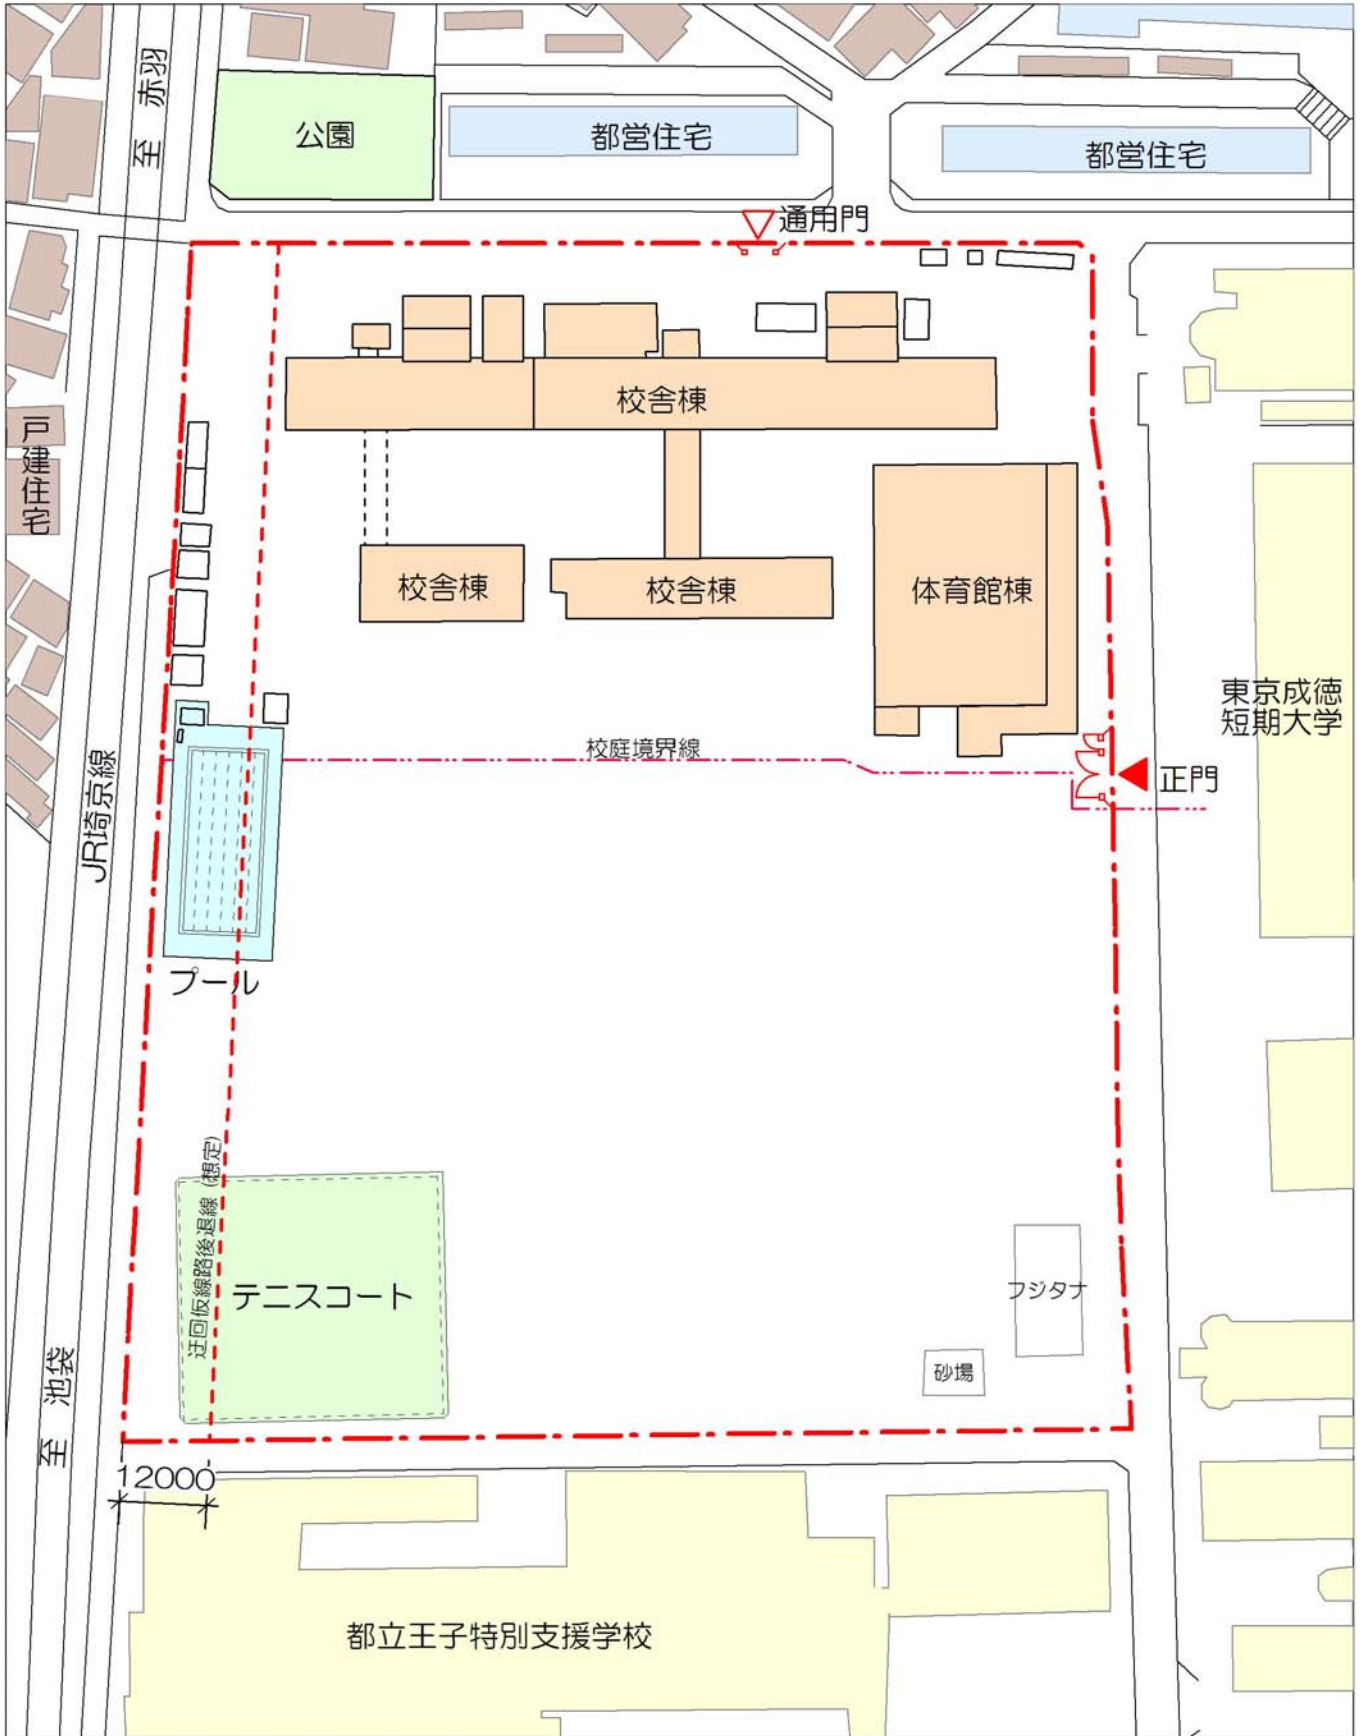 至 赤羽
公園
都営住宅
都営住宅
通用門
校舎棟
戸建住宅
校舎棟
校舎棟
体育館棟
東京成徳
短期大学
校庭境界線
正門
JR埼京線
プール
迂回仮線路後退線(想定)
テニスコート
フジタナ
砂場
至 池袋
12000
都立王子特別支援学校